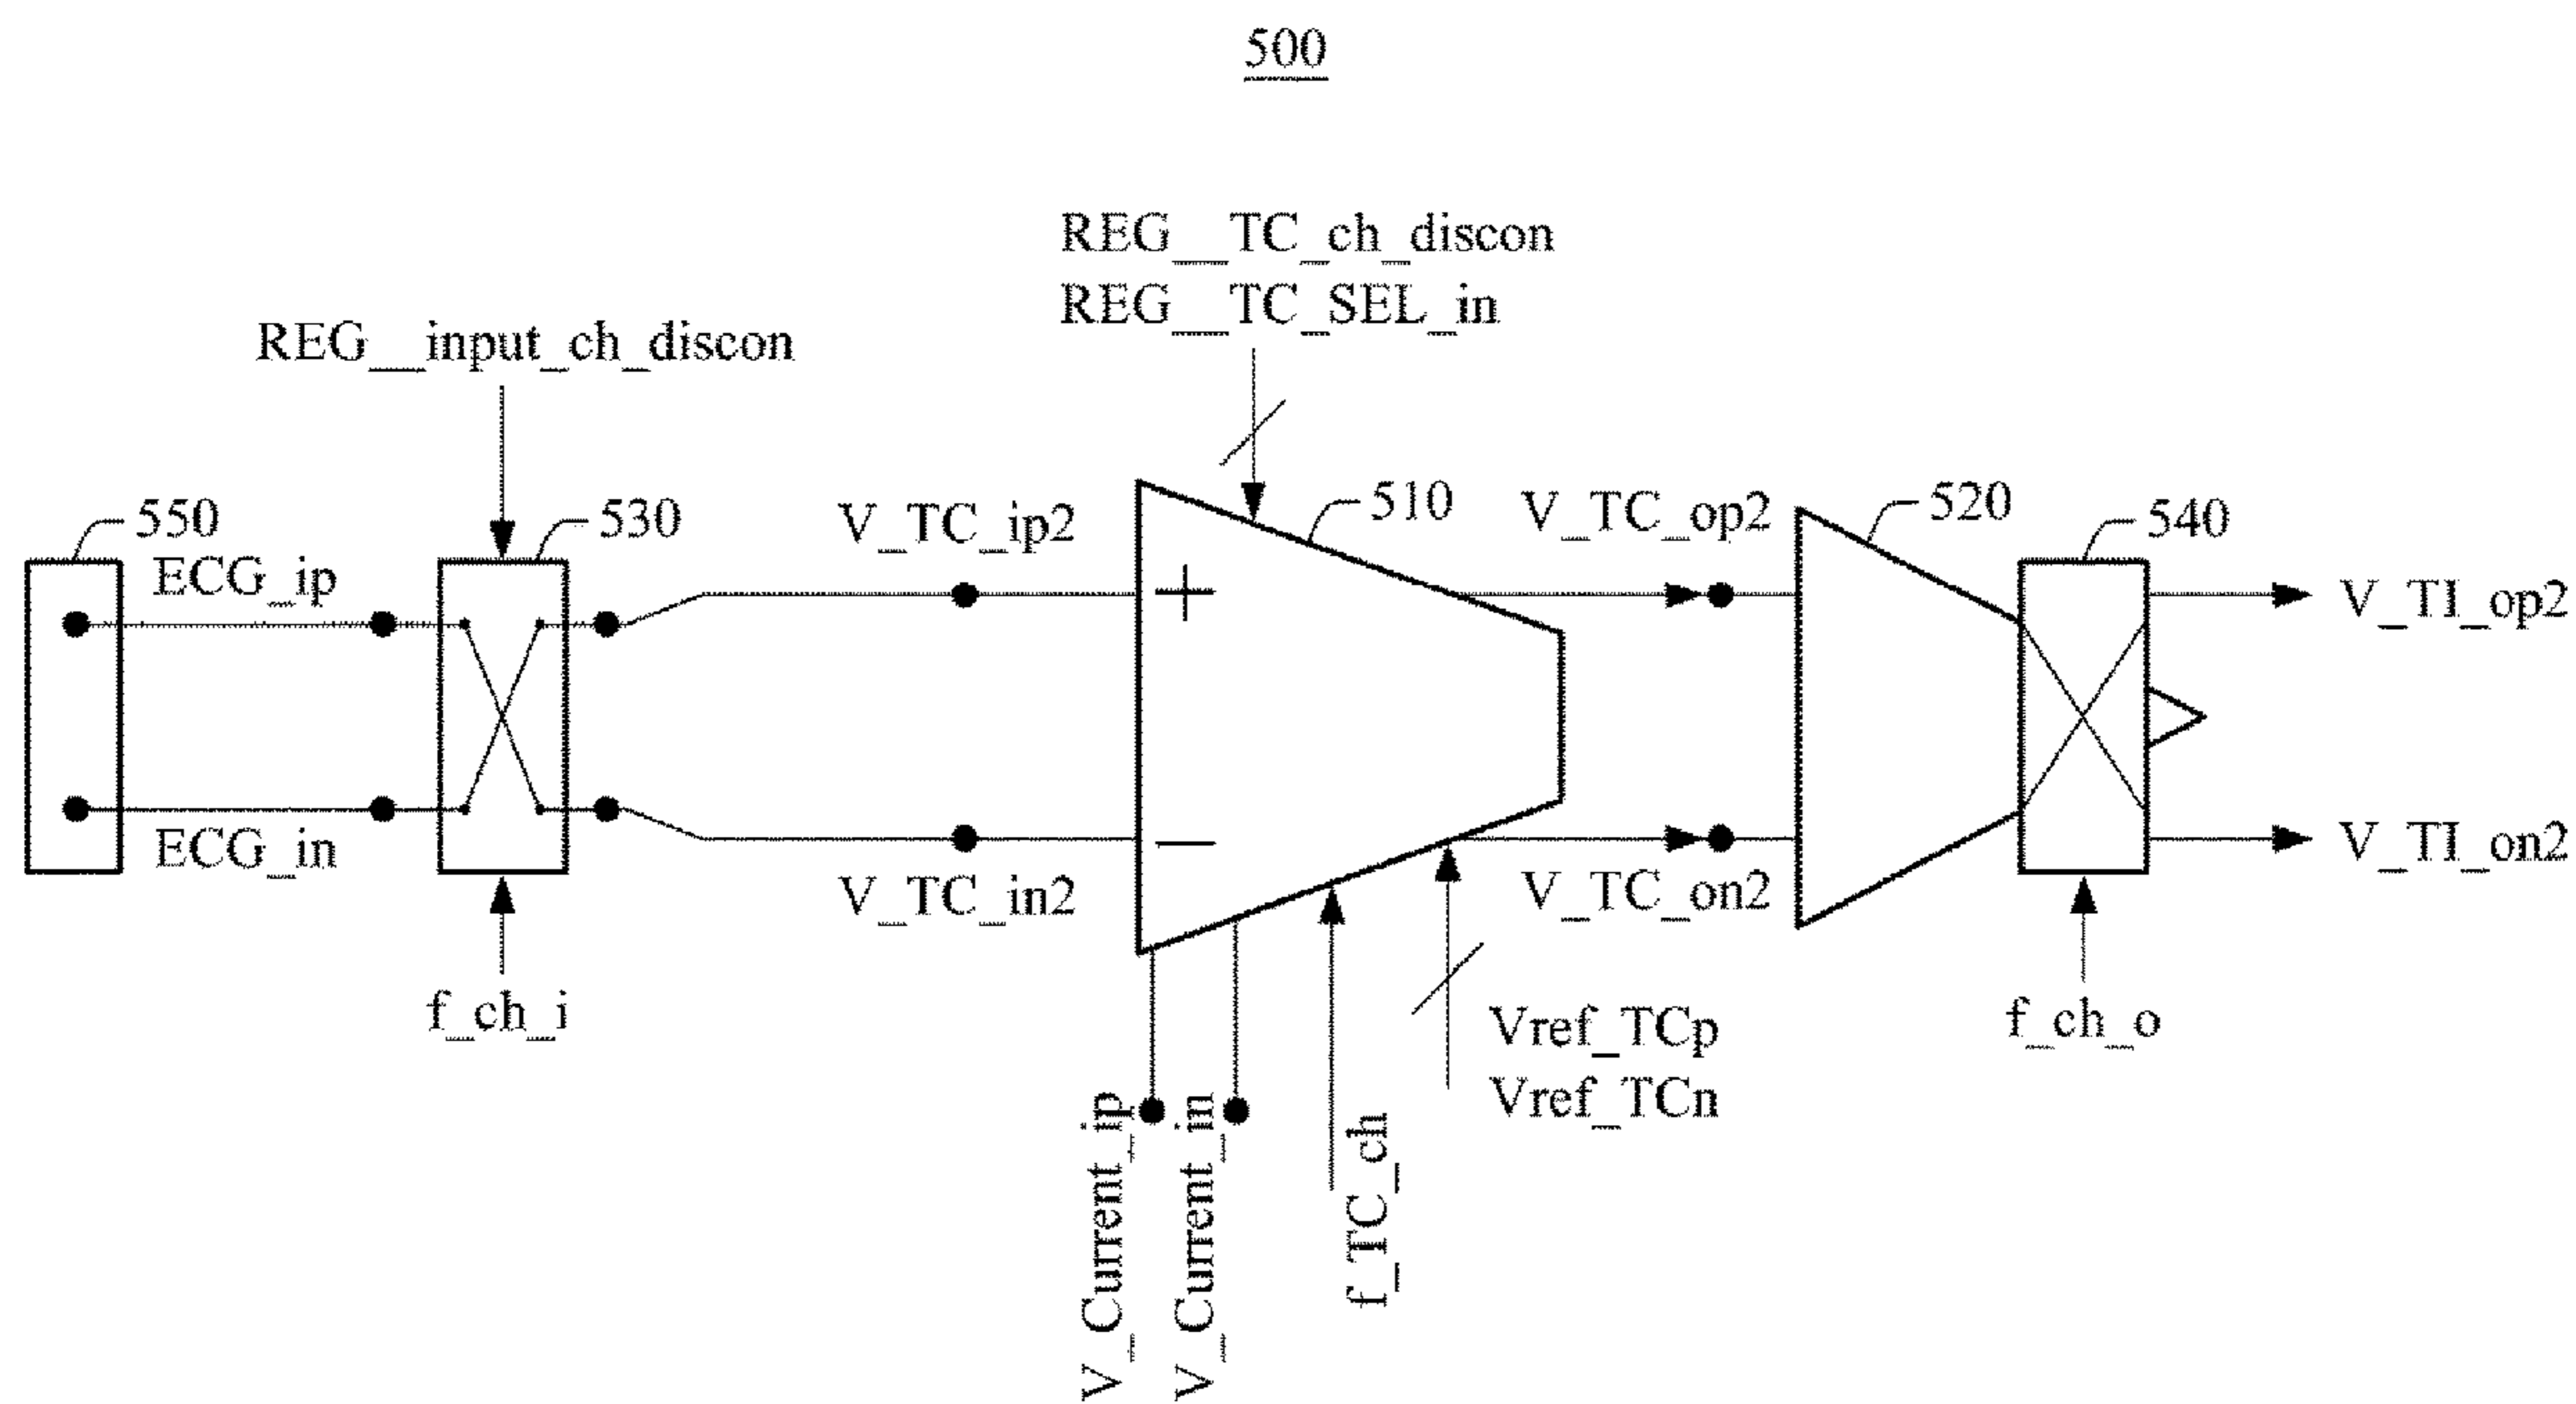 500
REG__TC_ch_discon
REG__TC_SEL_in
REG__input_ch_discon
550
530
510
520
540
ECG_ip
V_TC_ip2
V_TC_op2
V_TI_op2
+
−
ECG_in
V_TC_in2
V_TC_on2
V_TI_on2
f_ch_i
f_ch_o
Vref_TCp
Vref_TCn
V_Current_ip
V_Current_in
f_TC_ch